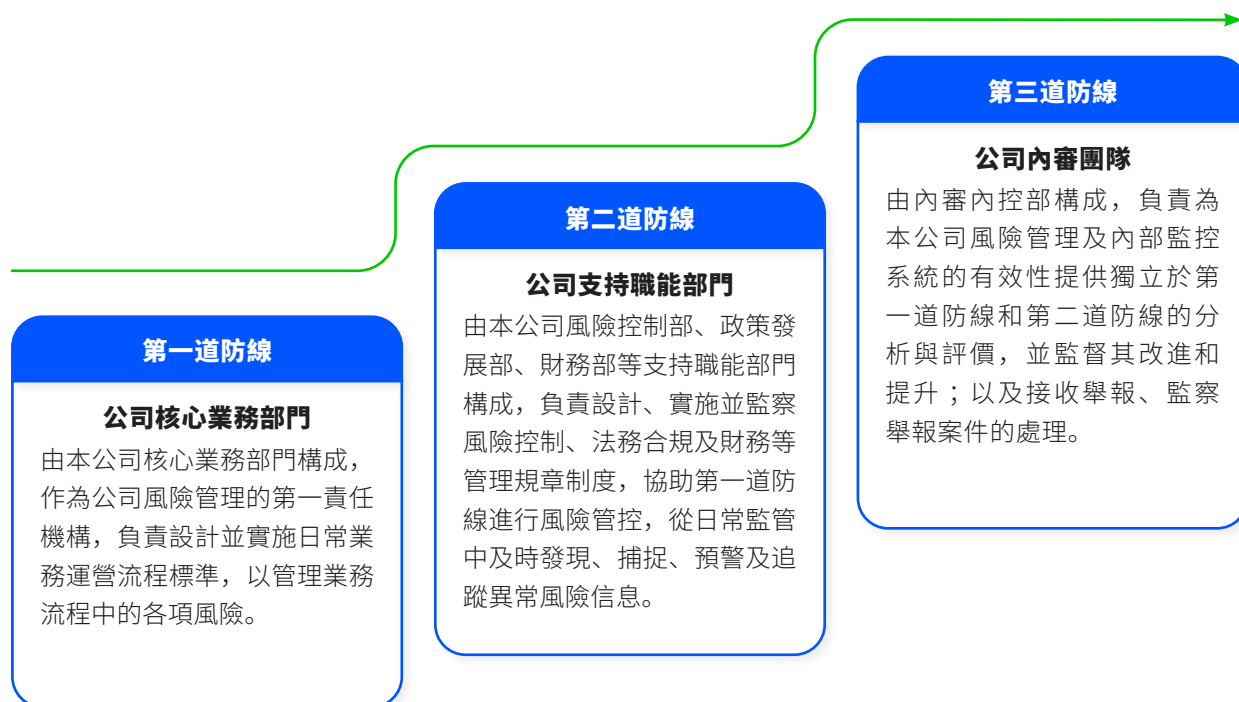 第一道防線
公司核心業務部門
由本公司核心業務部門構成，
作為公司風險管理的第一責任
機構，負責設計並實施日常業
務運營流程標準，以管理業務
流程中的各項風險。
第二道防線
公司支持職能部門
由本公司風險控制部、政策發
展部、財務部等支持職能部門
構成，負責設計、實施並監察
風險控制、法務合規及財務等
管理規章制度，協助第一道防
線進行風險管控，從日常監管
中及時發現、捕捉、預警及追
蹤異常風險信息。
第三道防線
公司內審團隊
由內審內控部構成，負責為
本公司風險管理及內部監控
系統的有效性提供獨立於第
一道防線和第二道防線的分
析與評價，並監督其改進和
提升；以及接收舉報、監察
舉報案件的處理。